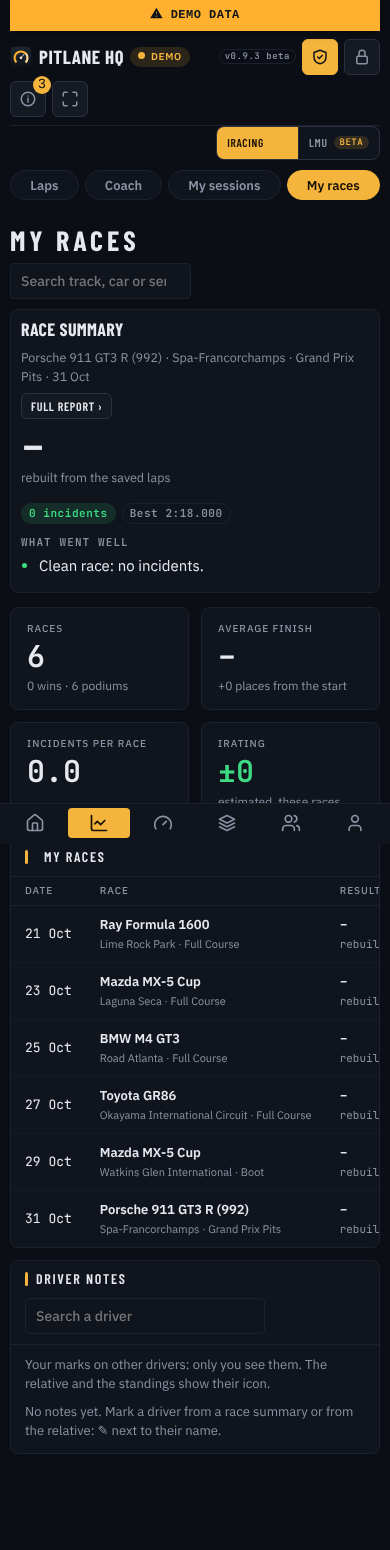 ⚠ DEMO DATA
PITLANE HQ
DEMO
v0.9.3 beta
3
IRACING
LMU BETA
Laps
Coach
My sessions
My races
MY RACES
Search track, car or ser
RACE SUMMARY
Porsche 911 GT3 R (992) · Spa-Francorchamps · Grand Prix
Pits · 31 Oct
FULL REPORT ›
–
rebuilt from the saved laps
0 incidents
Best 2:18.000
WHAT WENT WELL
• Clean race: no incidents.
RACES
6
0 wins · 6 podiums
AVERAGE FINISH
–
+0 places from the start
INCIDENTS PER RACE
0.0
IRATING
±0
estimated, these races
MY RACES
DATE RACE RESULT
21 Oct Ray Formula 1600 –
Lime Rock Park · Full Course rebuil
23 Oct Mazda MX-5 Cup –
Laguna Seca · Full Course rebuil
25 Oct BMW M4 GT3 –
Road Atlanta · Full Course rebuil
27 Oct Toyota GR86 –
Okayama International Circuit · Full Course rebuil
29 Oct Mazda MX-5 Cup –
Watkins Glen International · Boot rebuil
31 Oct Porsche 911 GT3 R (992) –
Spa-Francorchamps · Grand Prix Pits rebuil
DRIVER NOTES
Search a driver
Your marks on other drivers: only you see them. The
relative and the standings show their icon.
No notes yet. Mark a driver from a race summary or from
the relative: ✎ next to their name.